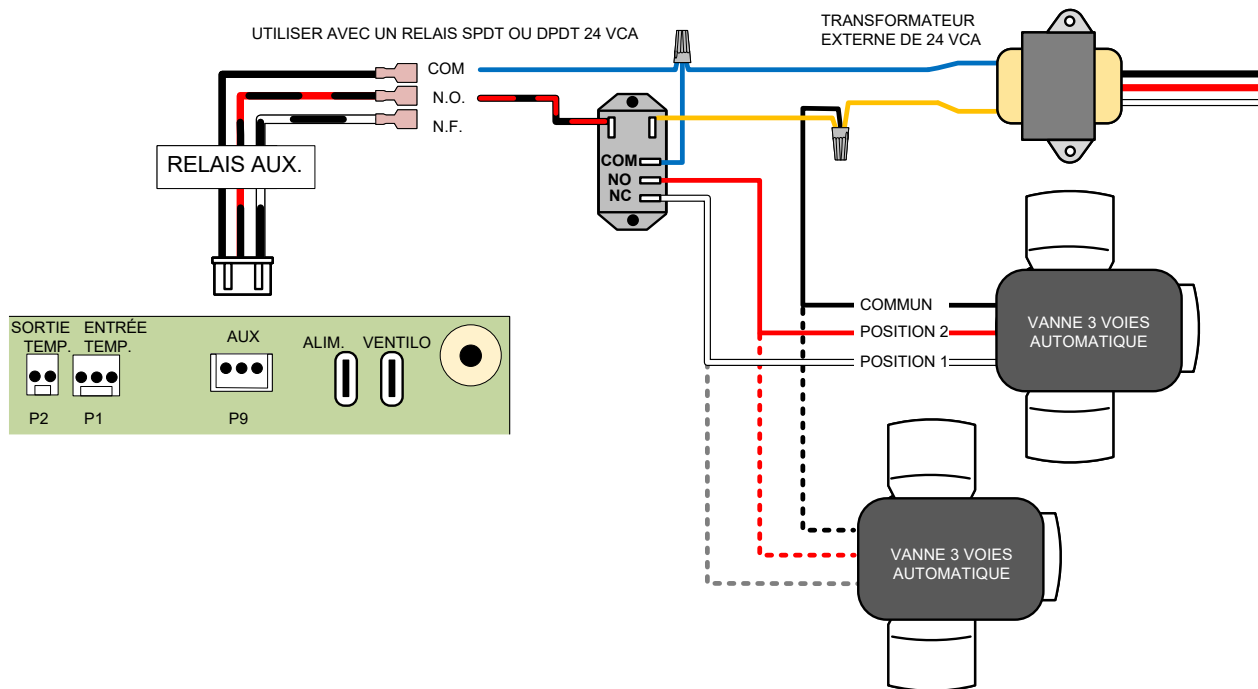 UTILISER AVEC UN RELAIS SPDT OU DPDT 24 VCA
TRANSFORMATEUR
EXTERNE DE 24 VCA
COM
N.O.
N.F.
RELAIS AUX.
COM
NO
NC
COMMUN
POSITION 2
POSITION 1
VANNE 3 VOIES
AUTOMATIQUE
SORTIE
TEMP.
ENTRÉE
TEMP.
AUX
ALIM.
VENTILO
P2
P1
P9
VANNE 3 VOIES
AUTOMATIQUE